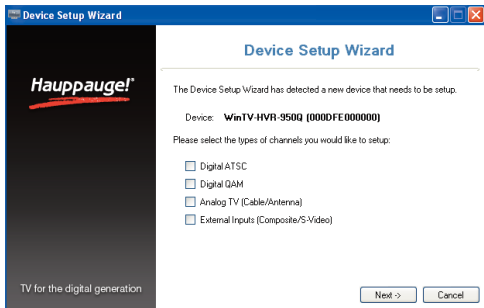 Device Setup Wizard
Device Setup Wizard
Hauppauge!
The Device Setup Wizard has detected a new device that needs to be setup.
Device: WinTV-HVR-950Q (000DFE000000)
Please select the types of channels you would like to setup:
Digital ATSC
Digital QAM
Analog TV (Cable/Antenna)
External Inputs (Composite/S-Video)
TV for the digital generation
Next ->
Cancel